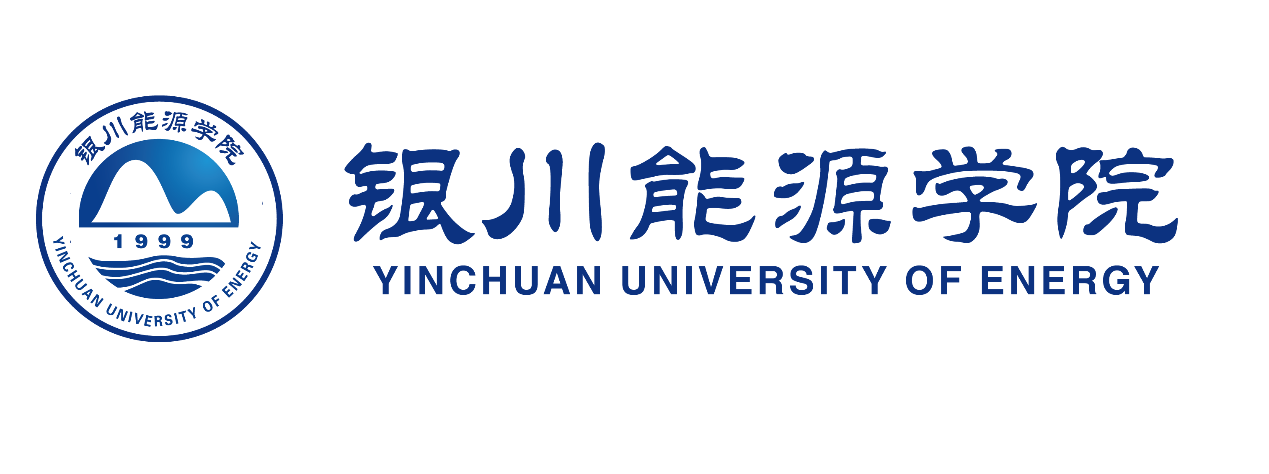 银川能源学院
1999
YINCHUAN UNIVERSITY OF ENERGY
银川能源学院
YINCHUAN UNIVERSITY OF ENERGY